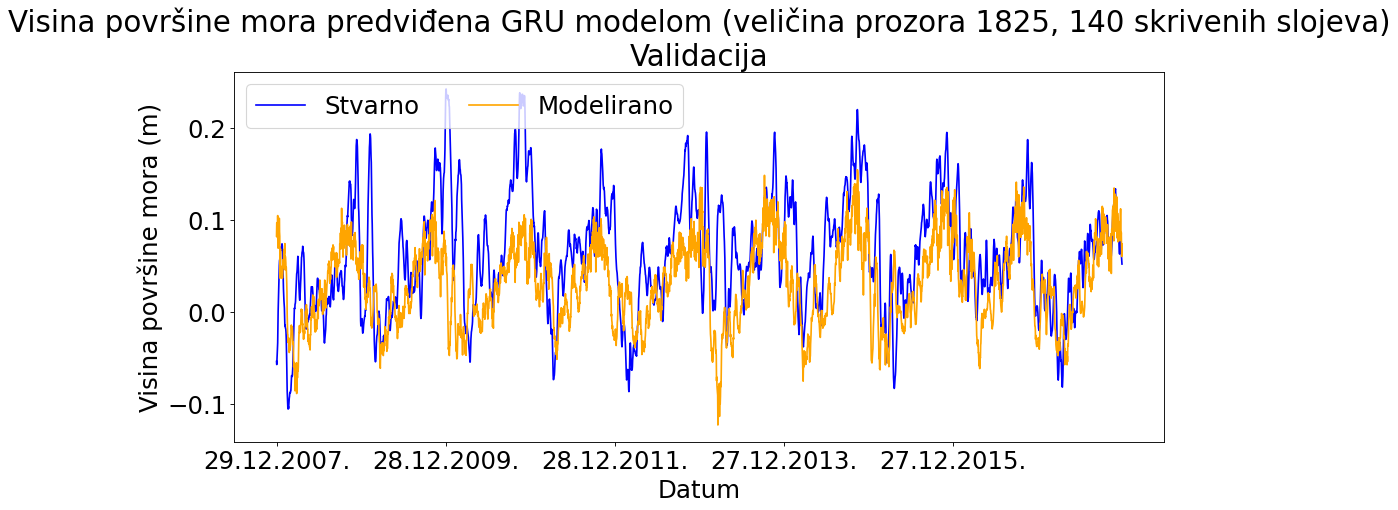 Visina površine mora predviđena GRU modelom (veličina prozora 1825, 140 skrivenih slojeva)
Validacija
Stvarno Modelirano
Visina površine mora (m)
0.2
0.1
0.0
−0.1
29.12.2007. 28.12.2009. 28.12.2011. 27.12.2013. 27.12.2015.
Datum